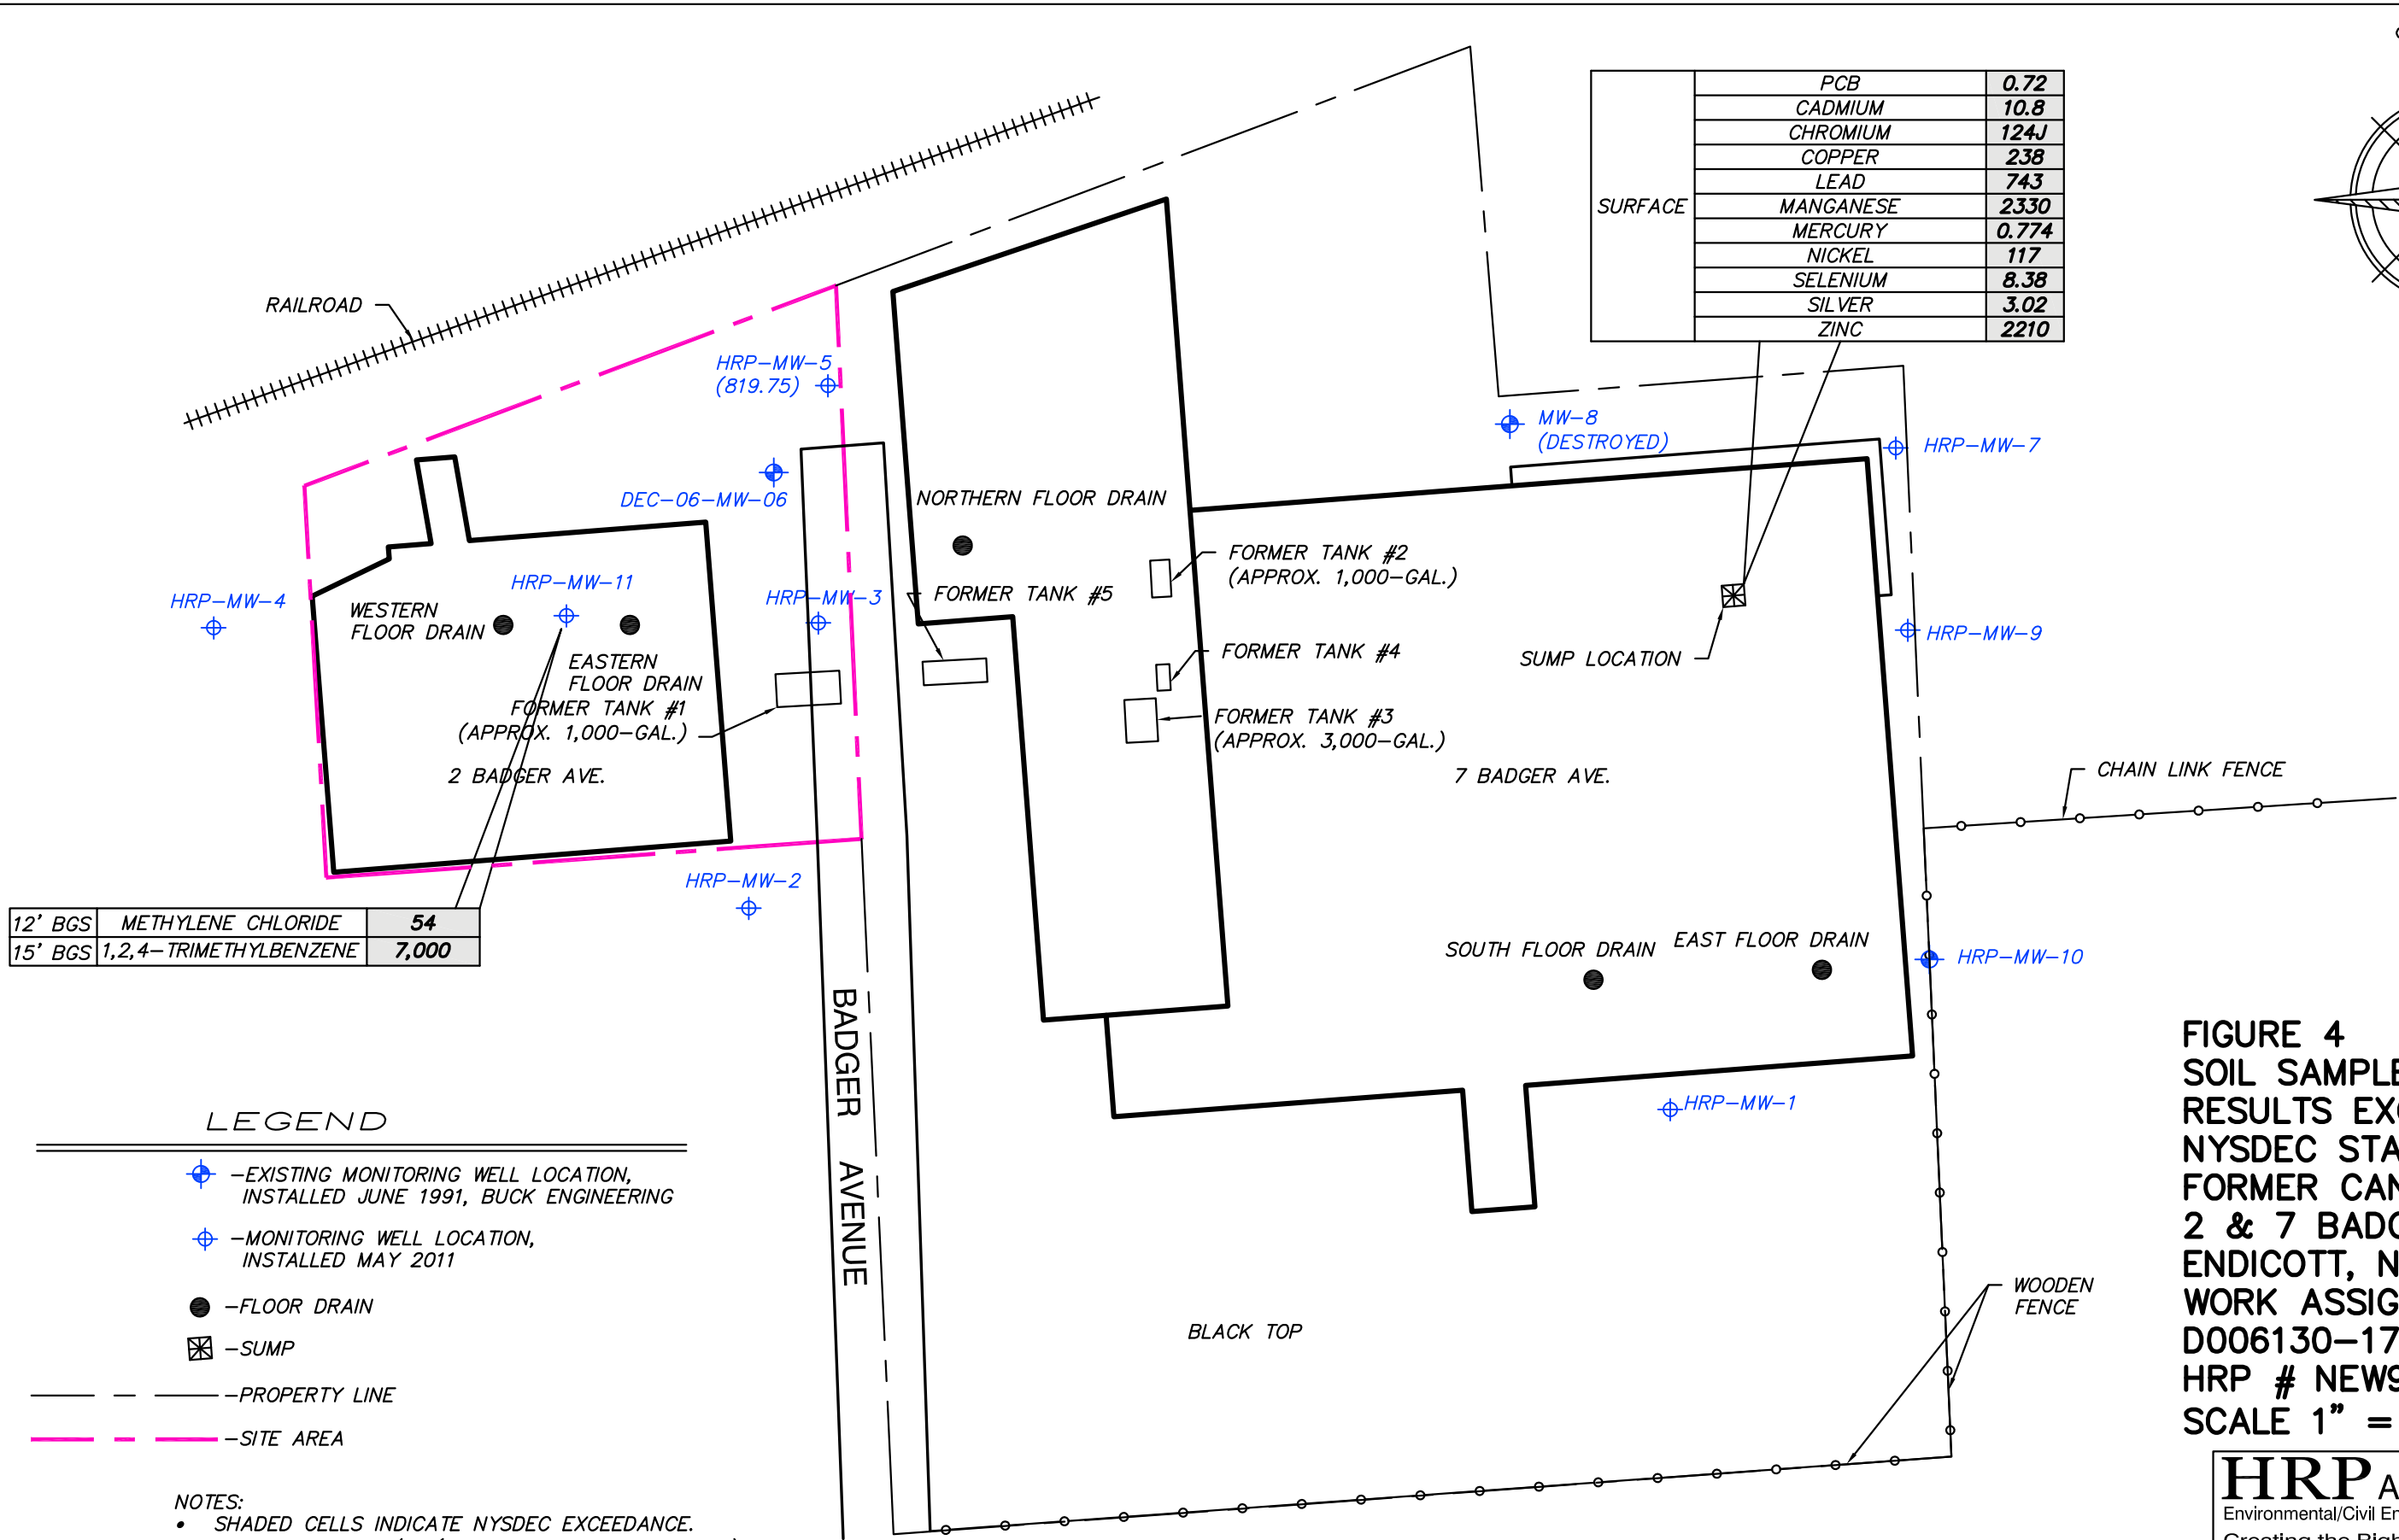 PCB 0.72
CADMIUM 10.8
CHROMIUM 124J
COPPER 238
LEAD 743
SURFACE MANGANESE 2330
MERCURY 0.774
NICKEL 117
SELENIUM 8.38
SILVER 3.02
ZINC 2210
RAILROAD
HRP-MW-5
(819.75)
MW-8
(DESTROYED)
HRP-MW-7
DEC-06-MW-06
NORTHERN FLOOR DRAIN
FORMER TANK #2
(APPROX. 1,000-GAL.)
HRP-MW-4
HRP-MW-11
HRP-MW-3
FORMER TANK #5
WESTERN
FLOOR DRAIN
HRP-MW-9
EASTERN
FLOOR DRAIN
FORMER TANK #4
SUMP LOCATION
FORMER TANK #1
(APPROX. 1,000-GAL.)
FORMER TANK #3
(APPROX. 3,000-GAL.)
2 BADGER AVE.
7 BADGER AVE.
CHAIN LINK FENCE
HRP-MW-2
12' BGS METHYLENE CHLORIDE 54
15' BGS 1,2,4-TRIMETHYLBENZENE 7,000
SOUTH FLOOR DRAIN
EAST FLOOR DRAIN
HRP-MW-10
BADGER AVENUE
HRP-MW-1
WOODEN
FENCE
BLACK TOP
LEGEND
-EXISTING MONITORING WELL LOCATION,
INSTALLED JUNE 1991, BUCK ENGINEERING
-MONITORING WELL LOCATION,
INSTALLED MAY 2011
-FLOOR DRAIN
-SUMP
-PROPERTY LINE
-SITE AREA
NOTES:
• SHADED CELLS INDICATE NYSDEC EXCEEDANCE.
FIGURE 4
SOIL SAMPLE
RESULTS
NYSDEC
FORMER
2 & 7
ENDICOTT,
WORK
D006130-17
HRP #
SCALE 1" =
HRP
Environmental/Civil